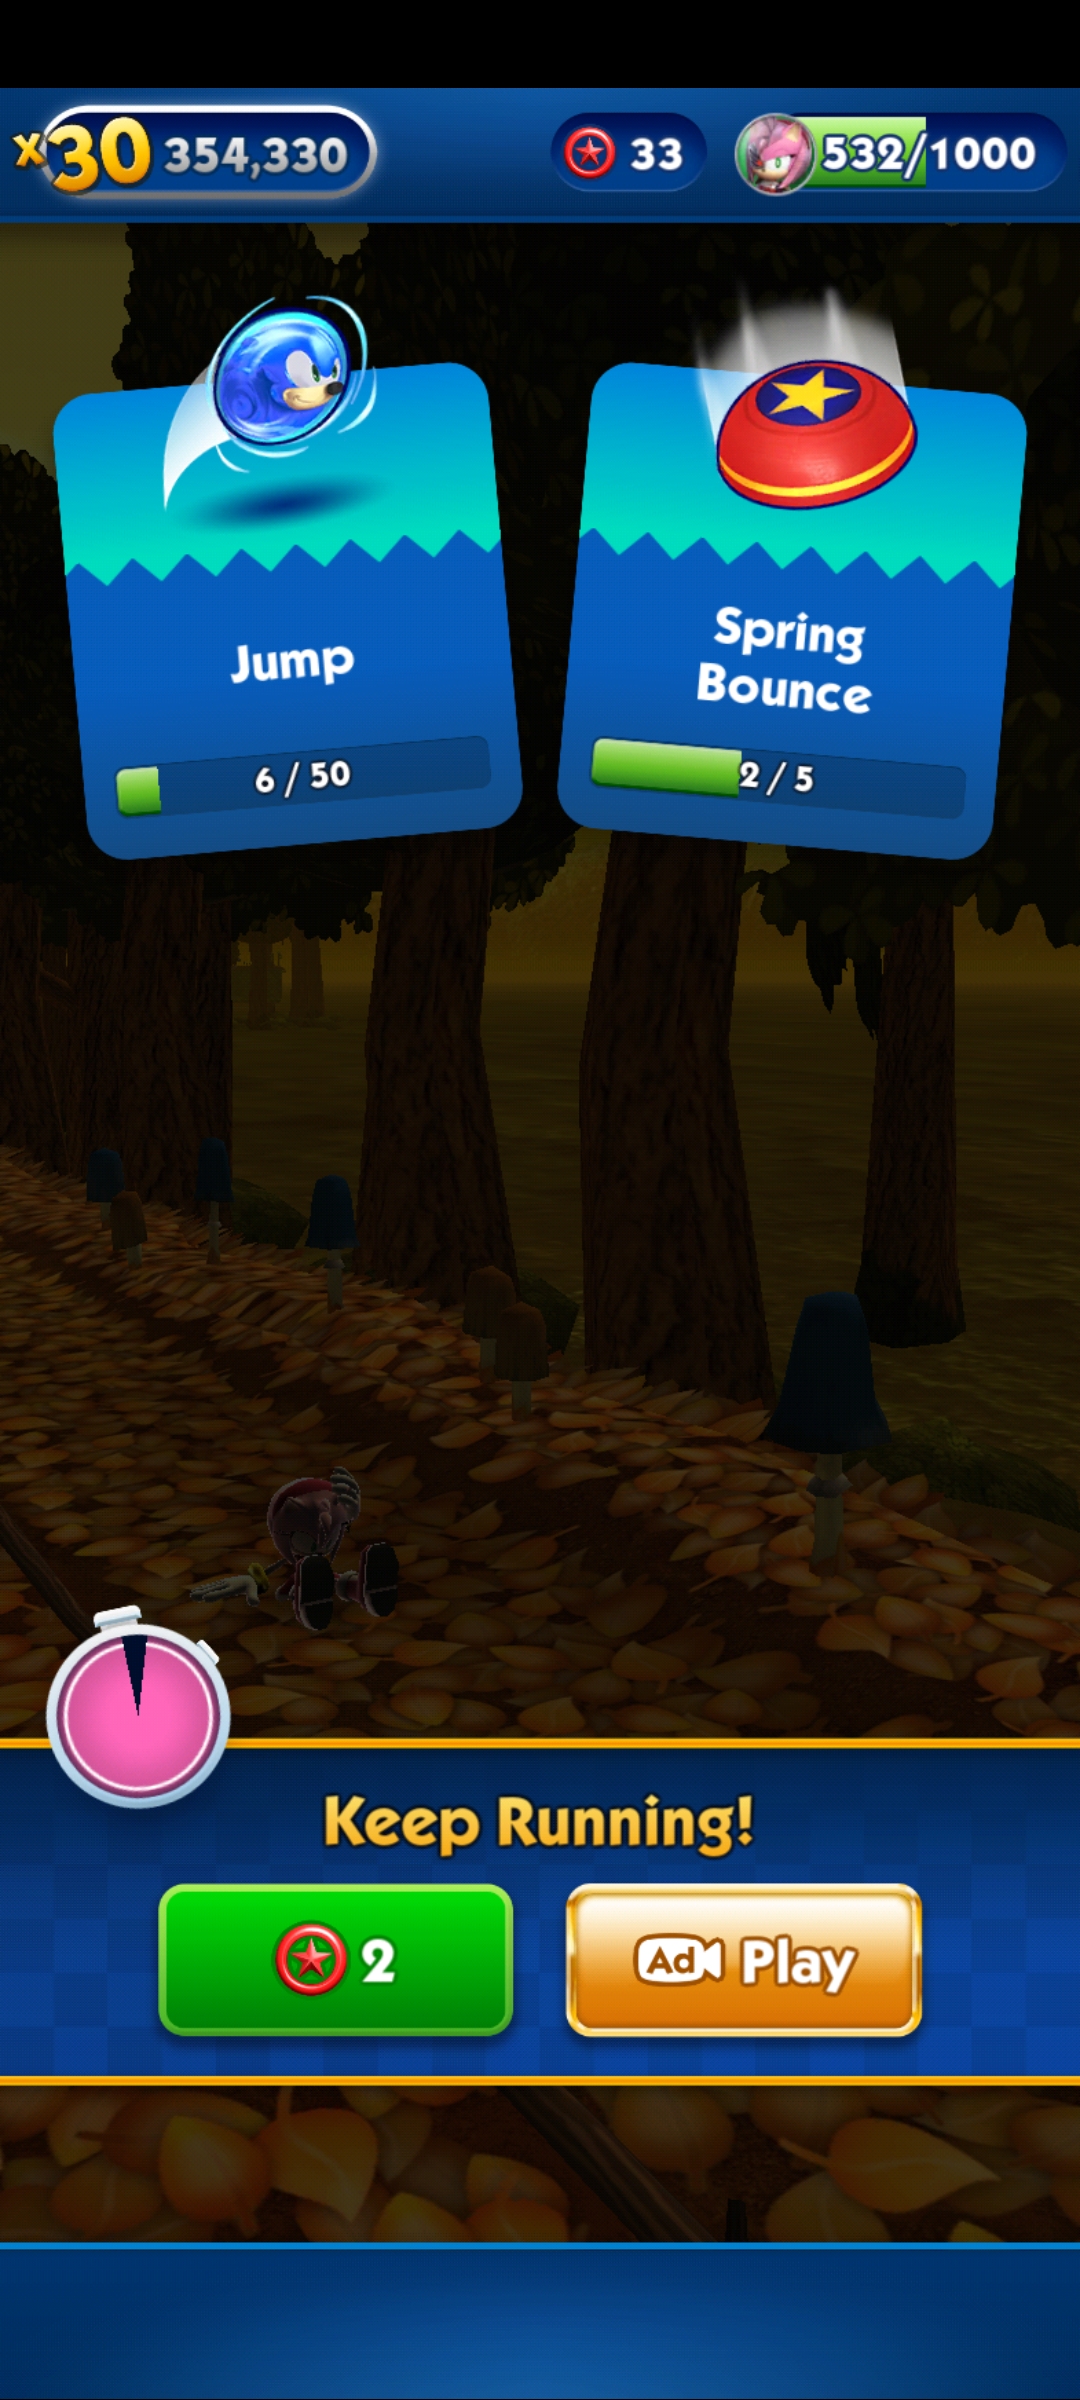 x30 354,330
33
532/1000
Jump
6 / 50
Spring
Bounce
2 / 5
Keep Running!
2
Ad Play